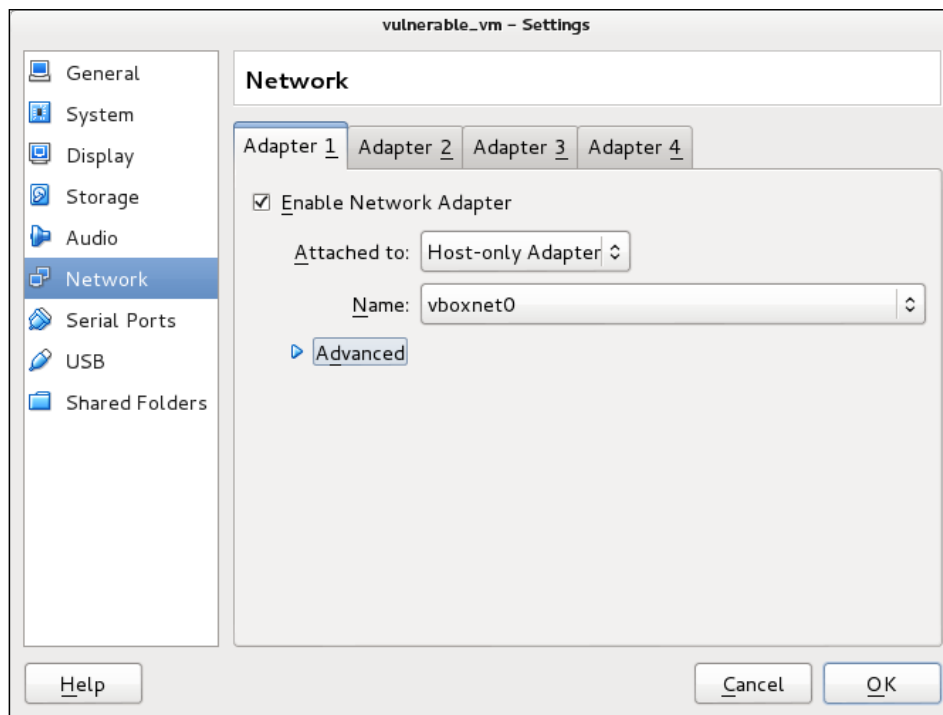 vulnerable_vm – Settings
General
System
Display
Storage
Audio
Network
Serial Ports
USB
Shared Folders
Network
Adapter 1 Adapter 2 Adapter 3 Adapter 4
Enable Network Adapter
Attached to: Host-only Adapter
Name: vboxnet0
Advanced
Help Cancel OK